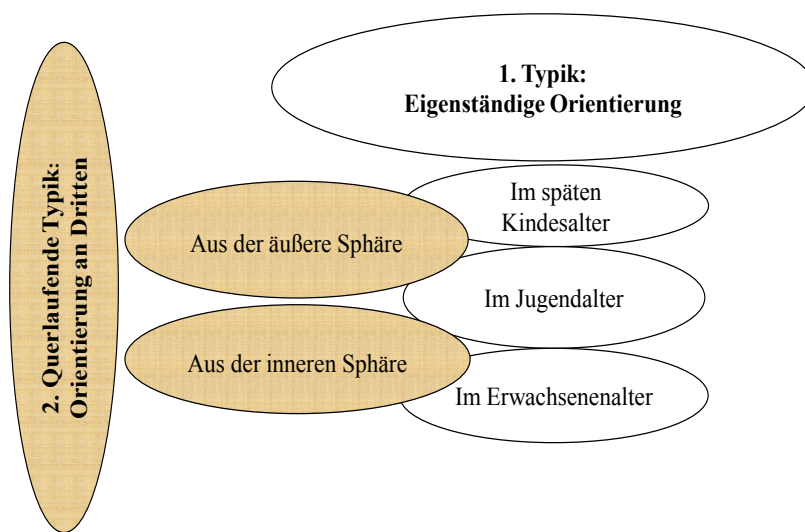 1. Typik:
Eigenständige Orientierung
2. Querlaufende Typik:
Orientierung an Dritten
Im späten
Kindesalter
Aus der äußere Sphäre
Im Jugendalter
Aus der inneren Sphäre
Im Erwachsenenalter